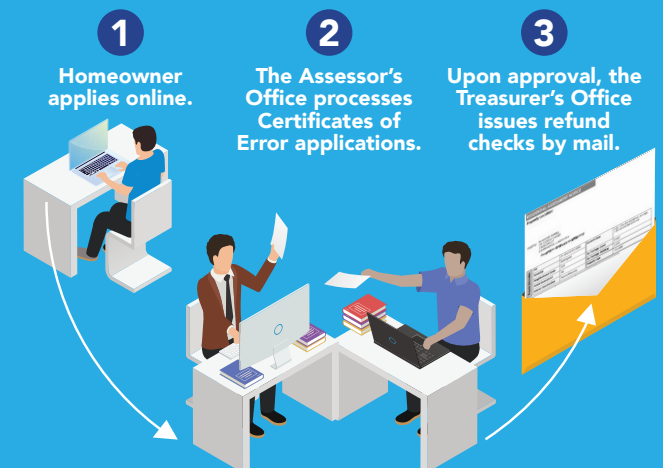 1
Homeowner
applies online.
2
The Assessor's
Office processes
Certificates of
Error applications.
3
Upon approval, the
Treasurer's Office
issues refund
checks by mail.